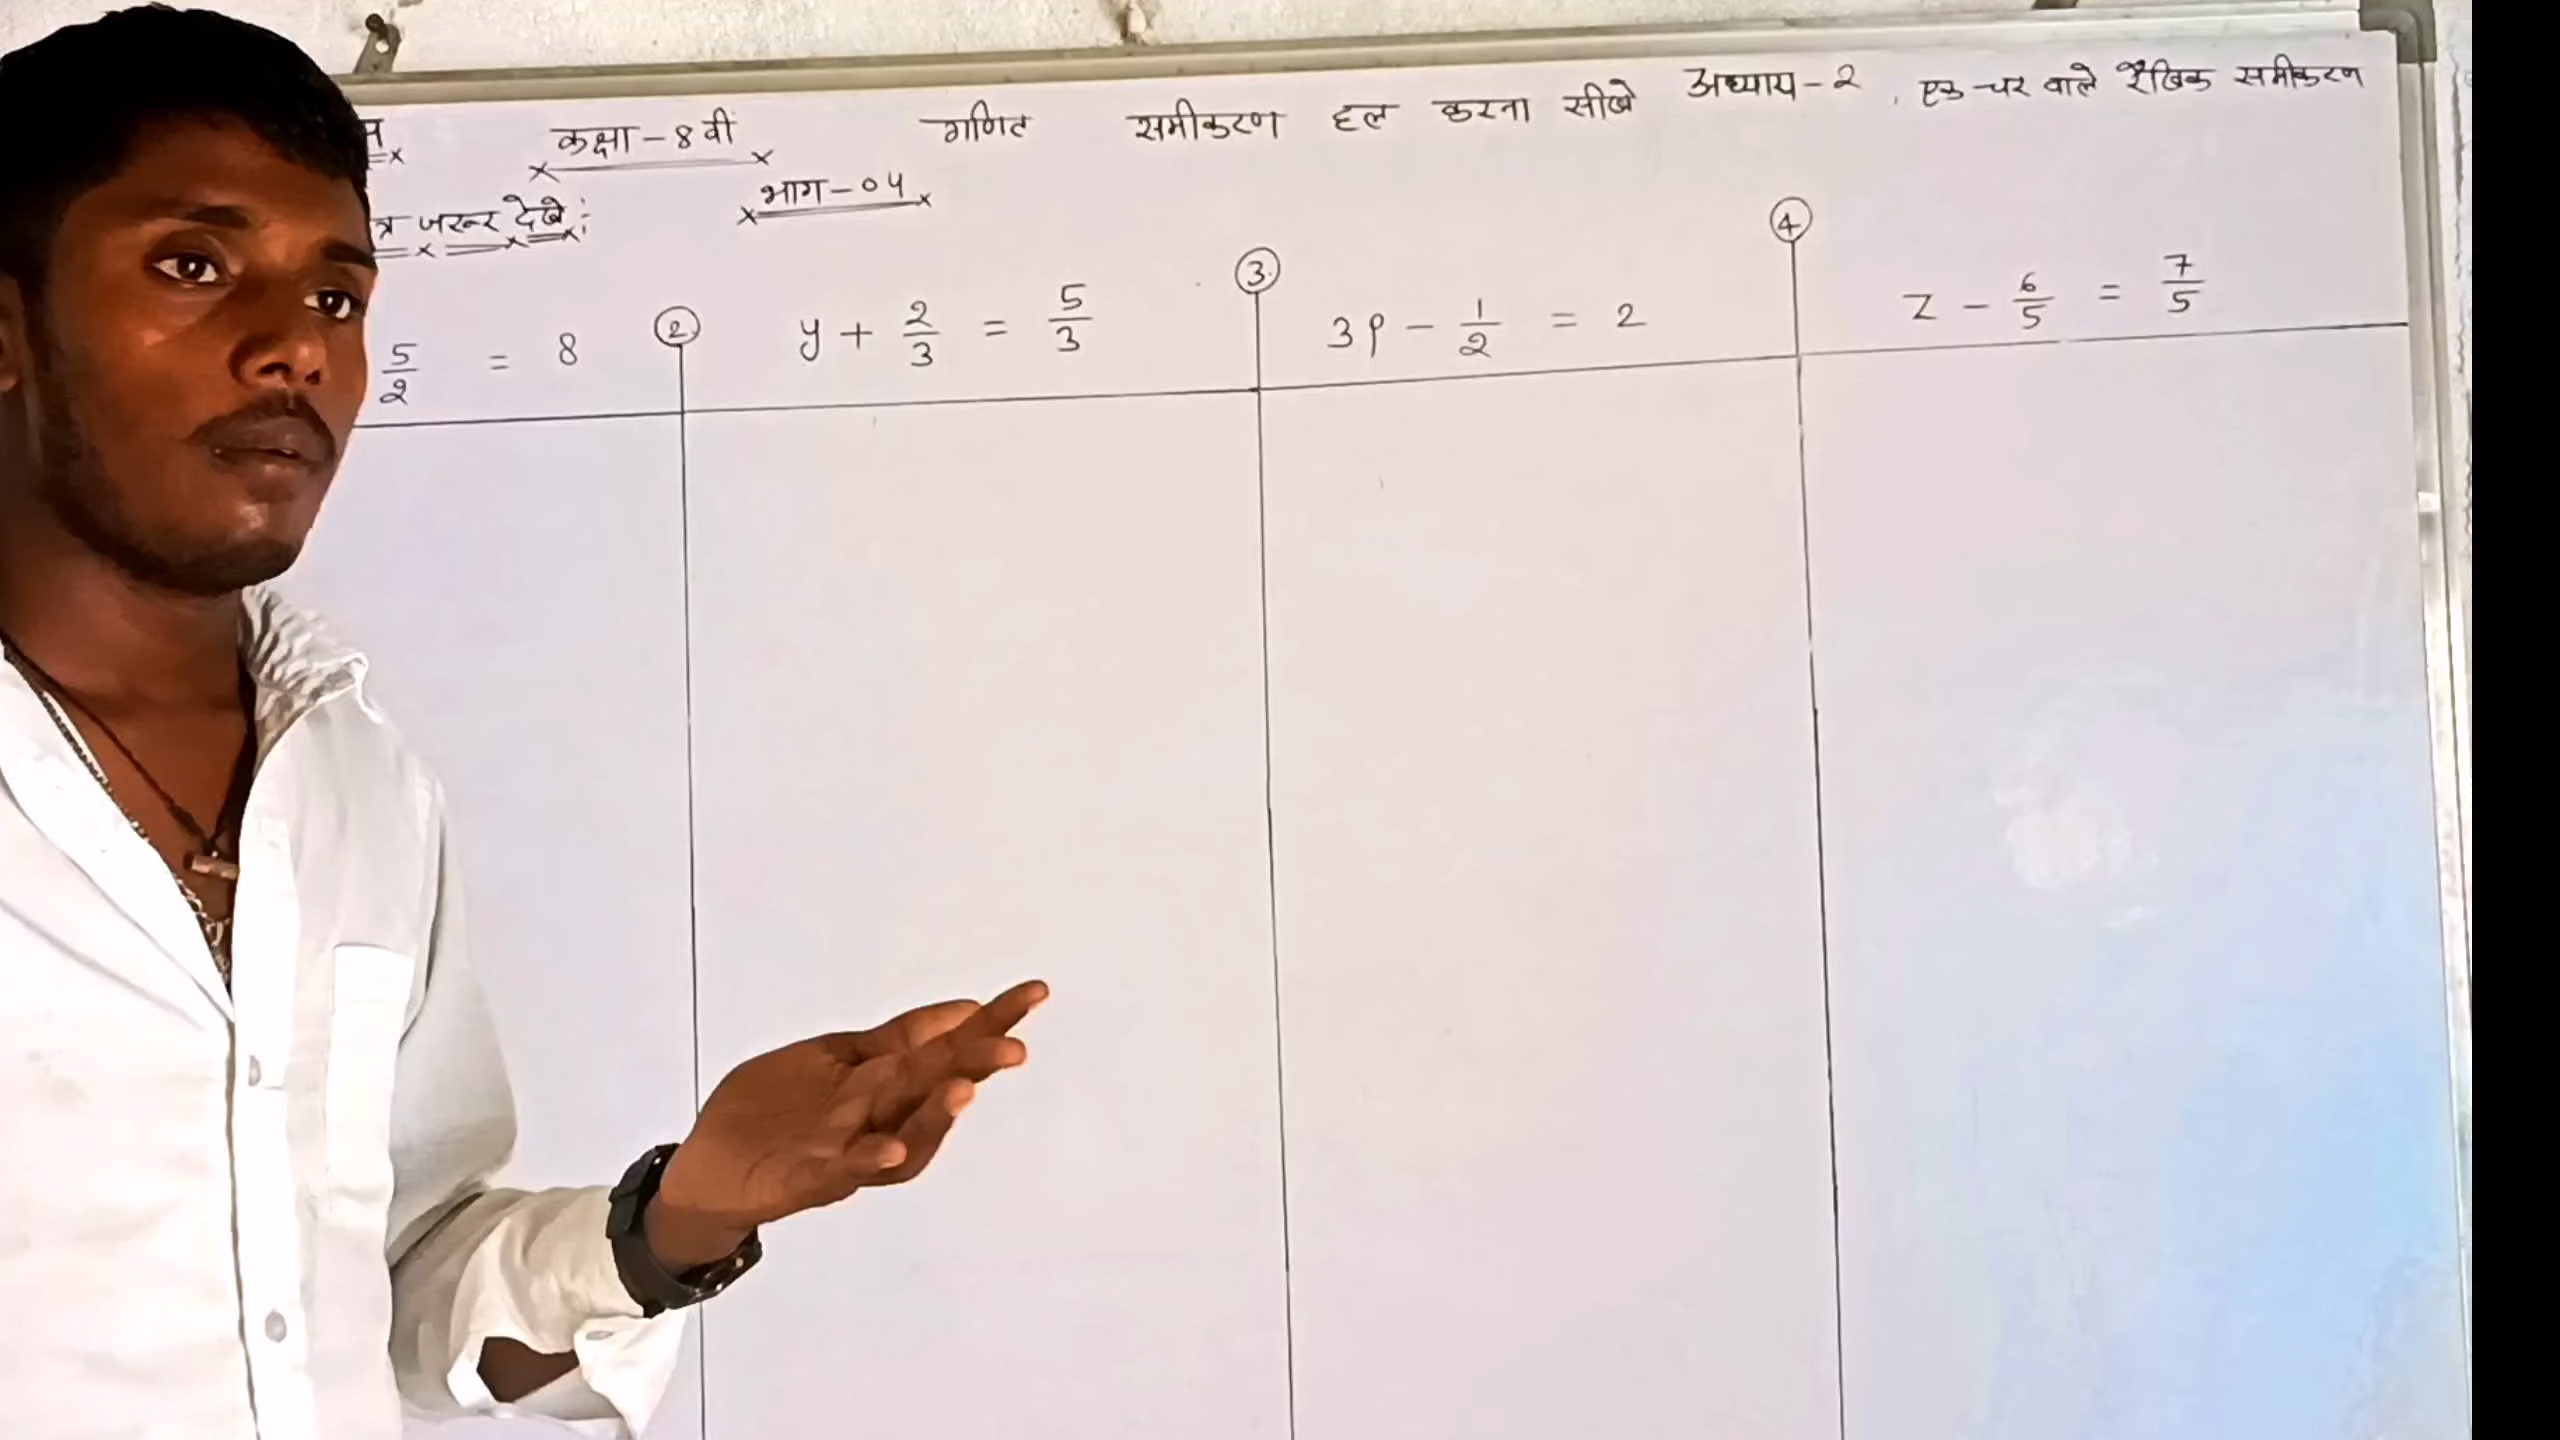 कक्षा - 8 वीं गणित समीकरण हल करना सीखे अध्याय - 2, एक चर वाले रैखिक समीकरण
जरूर देखे : भाग - 04
5/2 = 8
② y + 2/3 = 5/3
③ 3p - 1/2 = 2
④ z - 6/5 = 7/5